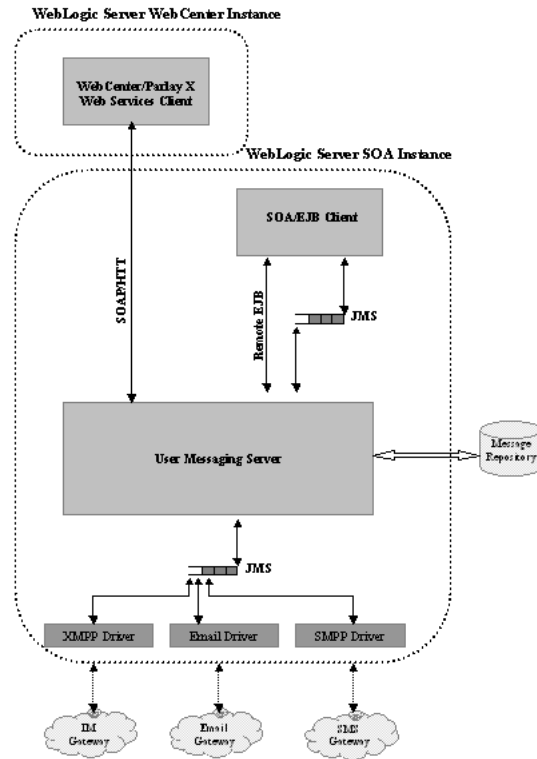 WebLogic Server WebCenter Instance
WebCenter/Parlay X
Web Services Client
WebLogic Server SOA Instance
SOA/EJB Client
SOAP/HTT
Remote EJB
JMS
User Messaging Server
Message
Repository
JMS
XMPP Driver
Email Driver
SMPP Driver
IM
Gateway
Email
Gateway
SMS
Gateway